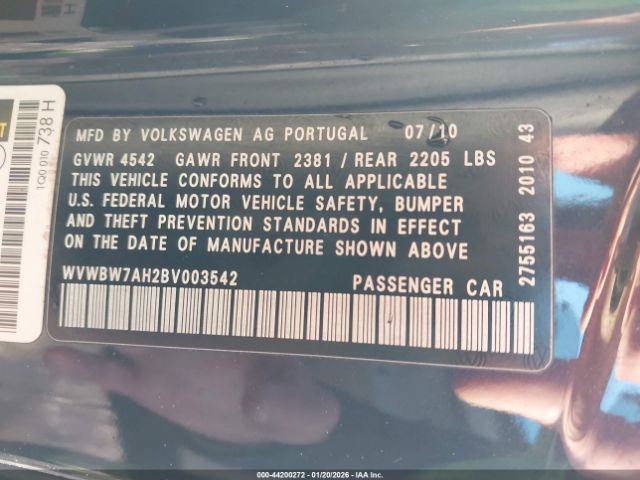 1Q0 010 738 H
MFD BY VOLKSWAGEN AG PORTUGAL 07/10
GVWR 4542 GAWR FRONT 2381 / REAR 2205 LBS
THIS VEHICLE CONFORMS TO ALL APPLICABLE
U.S. FEDERAL MOTOR VEHICLE SAFETY, BUMPER
AND THEFT PREVENTION STANDARDS IN EFFECT
ON THE DATE OF MANUFACTURE SHOWN ABOVE
WVWBW7AH2BV003542 PASSENGER CAR
2755163 2010 43
000-44200272 - 01/20/2026 - IAA Inc.